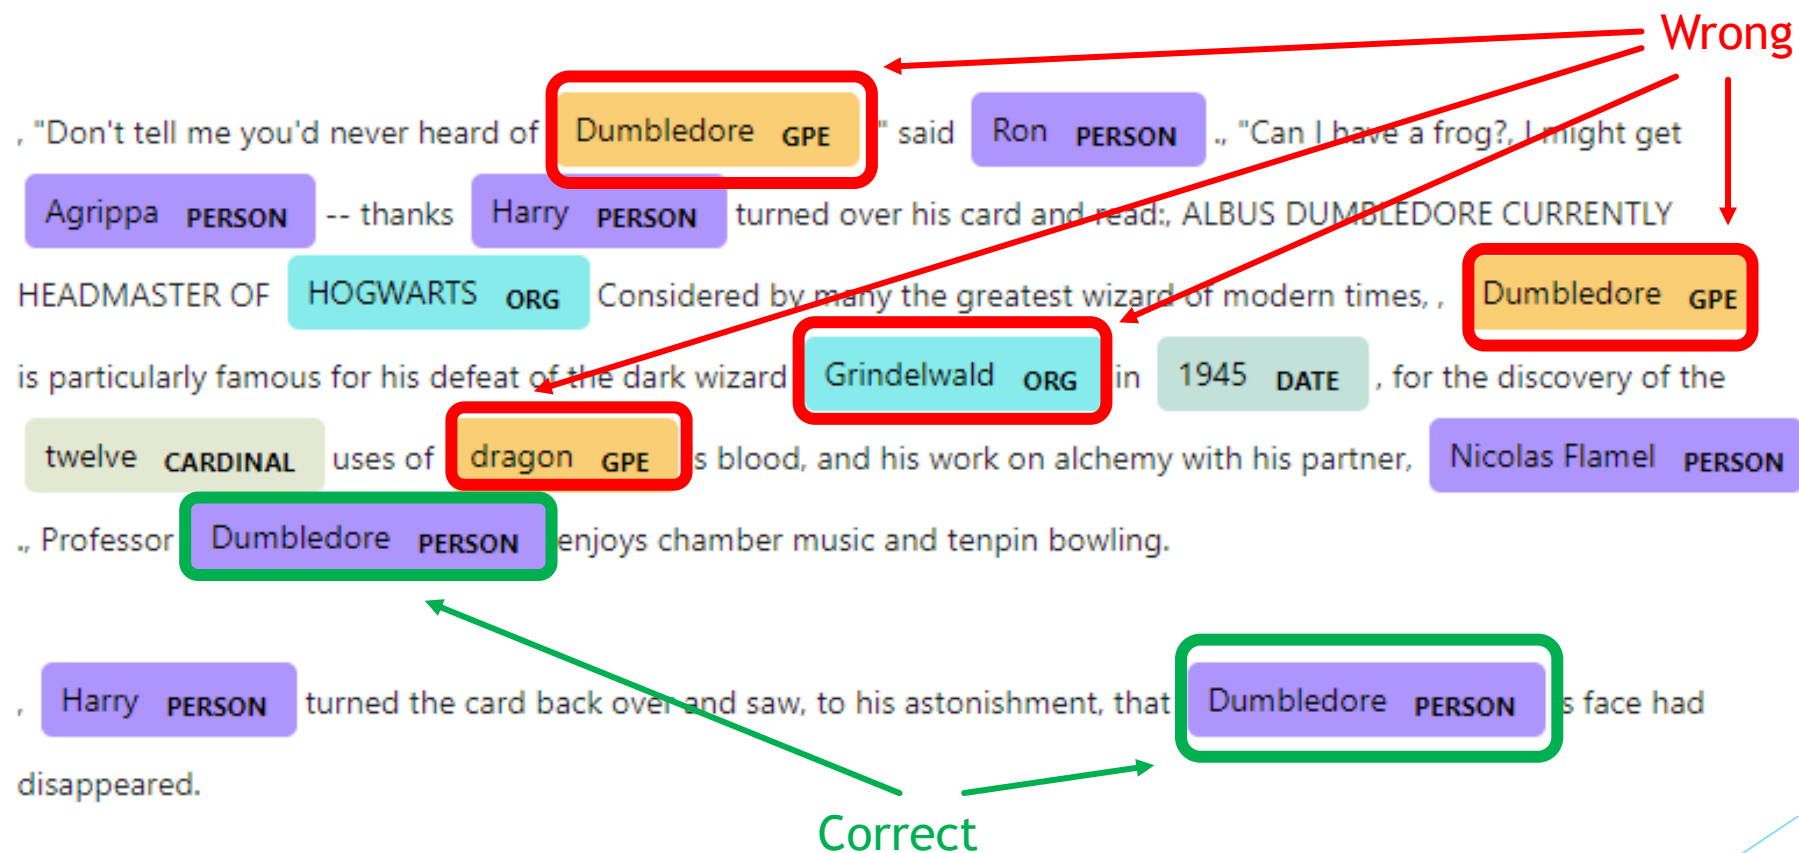 Wrong
, "Don't tell me you'd never heard of Dumbledore GPE " said Ron PERSON ., "Can I have a frog?, I might get
Agrippa PERSON -- thanks Harry PERSON turned over his card and read:, ALBUS DUMBLEDORE CURRENTLY
HEADMASTER OF HOGWARTS ORG Considered by many the greatest wizard of modern times, , Dumbledore GPE
is particularly famous for his defeat of the dark wizard Grindelwald ORG in 1945 DATE , for the discovery of the
twelve CARDINAL uses of dragon GPE s blood, and his work on alchemy with his partner, Nicolas Flamel PERSON
., Professor Dumbledore PERSON enjoys chamber music and tenpin bowling.
, Harry PERSON turned the card back over and saw, to his astonishment, that Dumbledore PERSON s face had
disappeared.
Correct